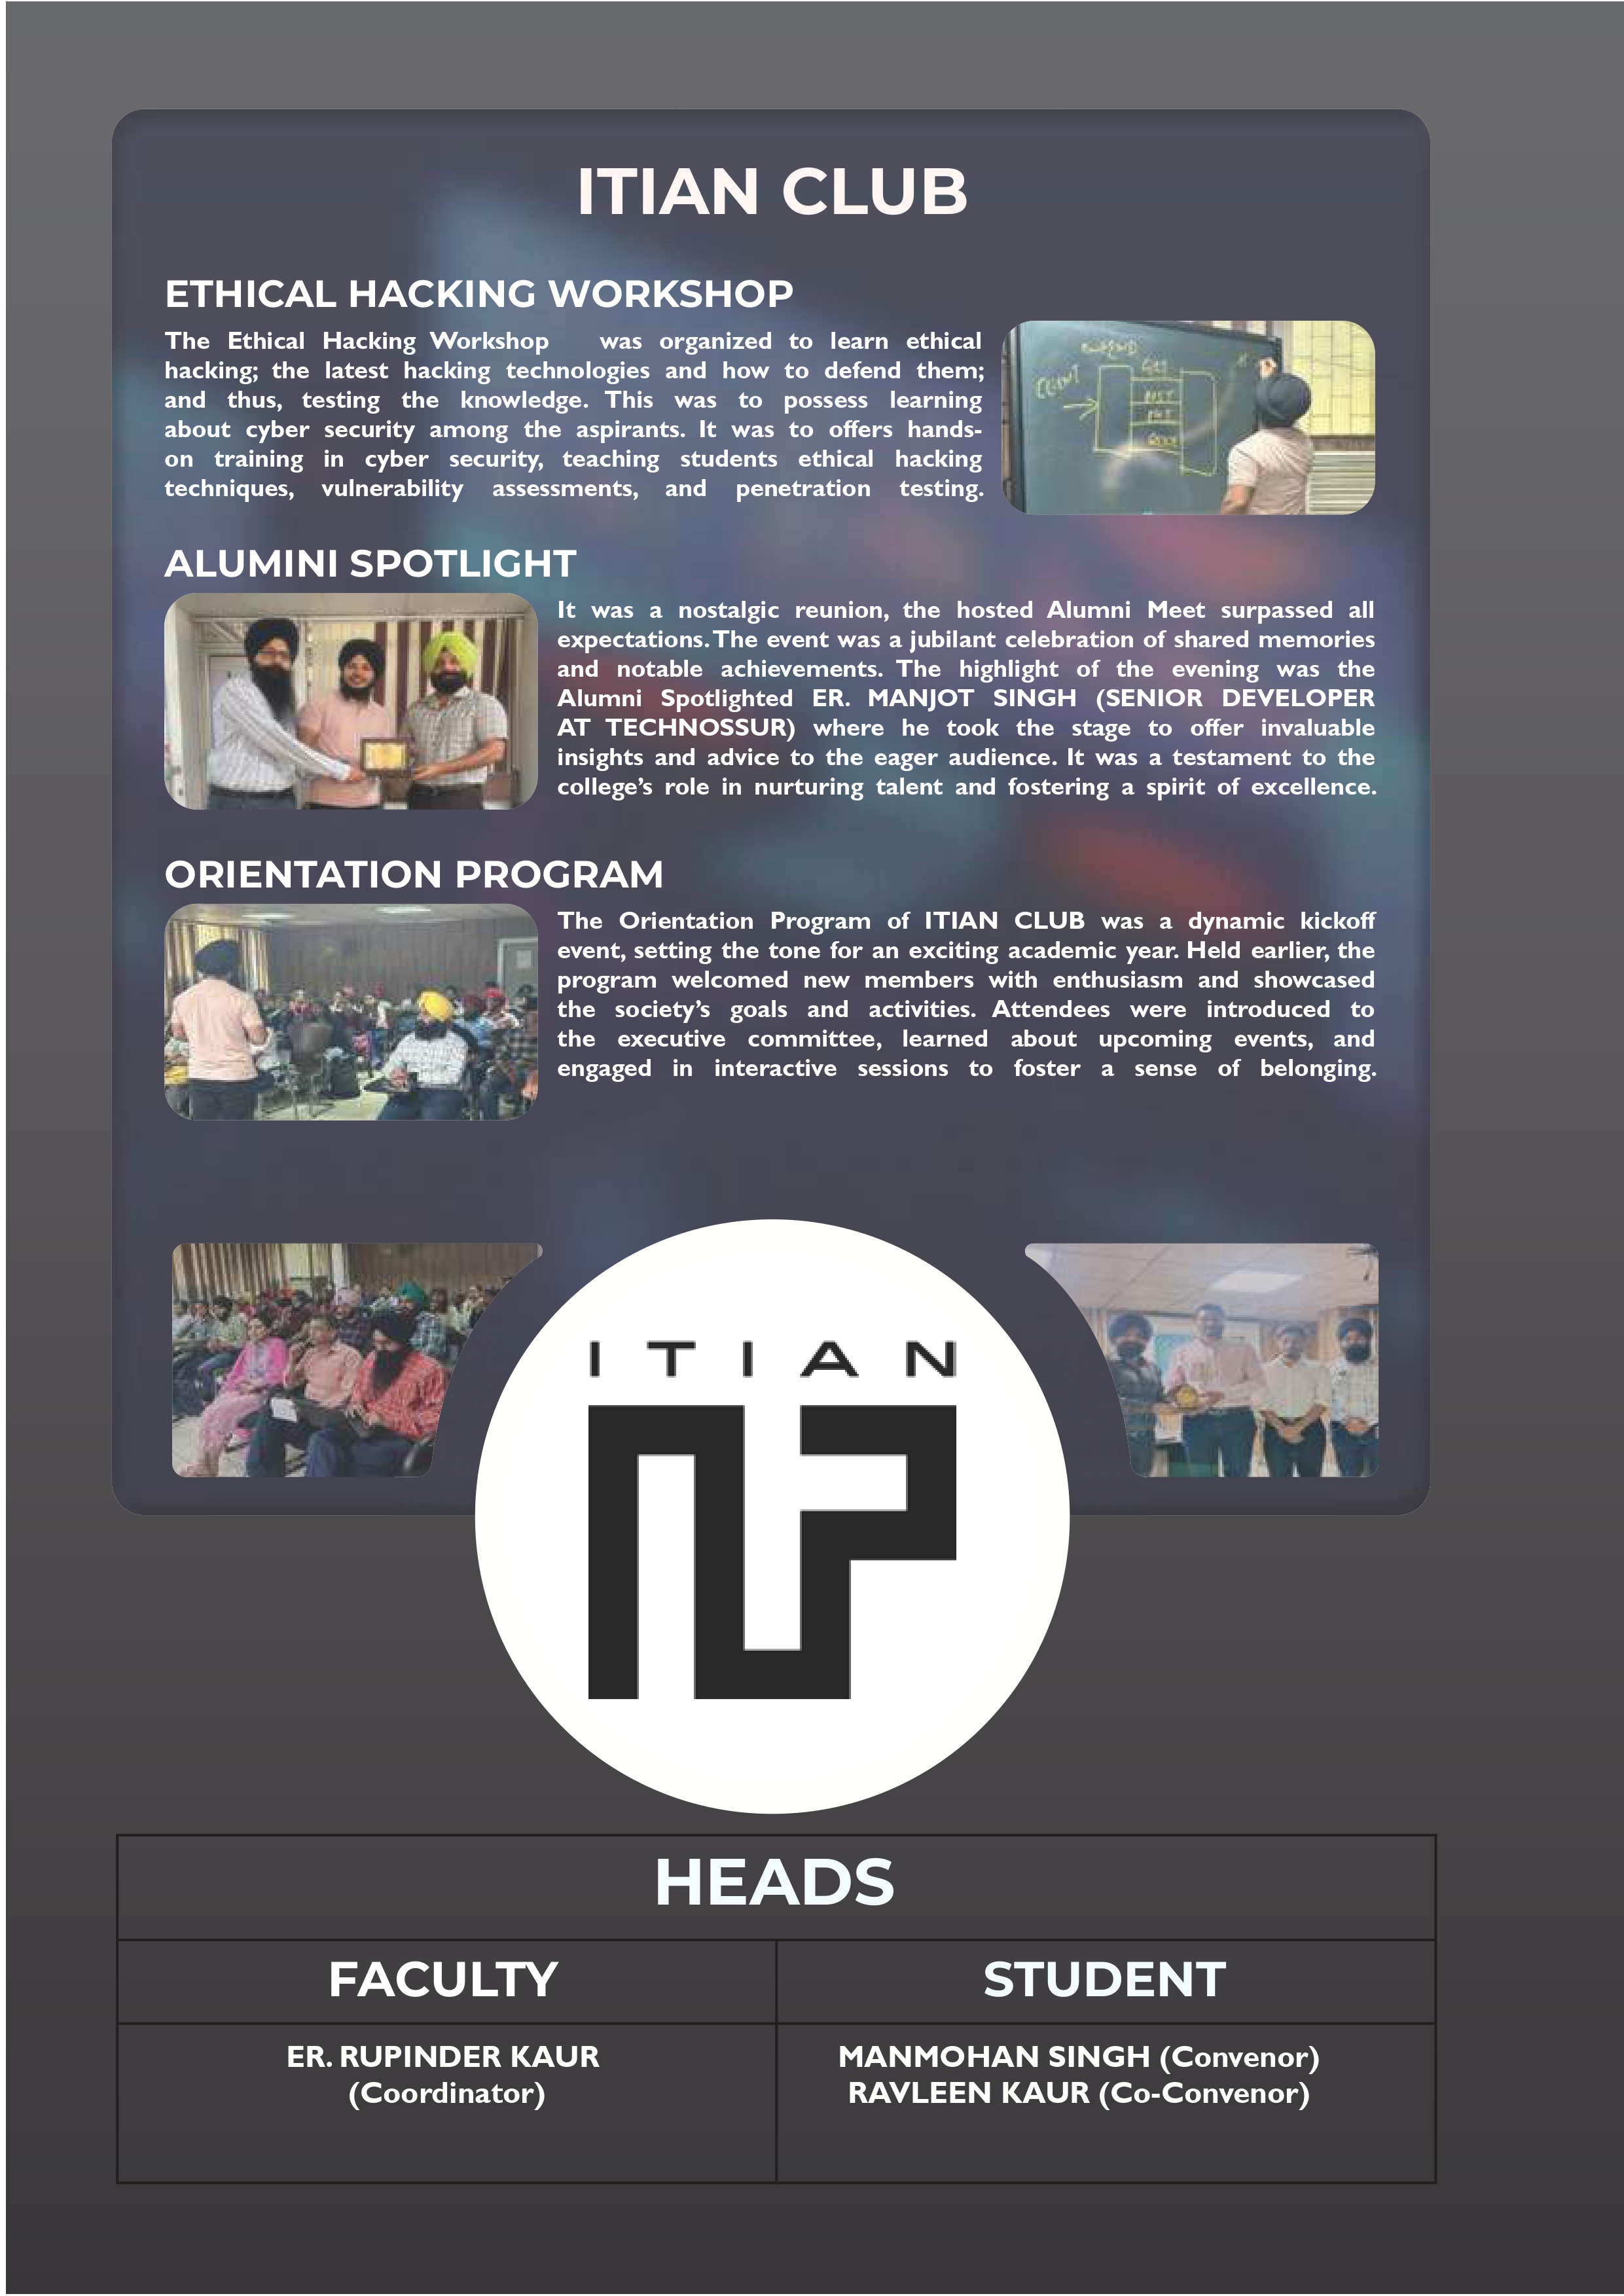 ITIAN CLUB
ETHICAL HACKING WORKSHOP
The Ethical Hacking Workshop was organized to learn ethical
hacking; the latest hacking technologies and how to defend them;
and thus, testing the knowledge. This was to possess learning
about cyber security among the aspirants. It was to offers hands-
on training in cyber security, teaching students ethical hacking
techniques, vulnerability assessments, and penetration testing.
ALUMINI SPOTLIGHT
It was a nostalgic reunion, the hosted Alumni Meet surpassed all
expectations. The event was a jubilant celebration of shared memories
and notable achievements. The highlight of the evening was the
Alumni Spotlighted ER. MANJOT SINGH (SENIOR DEVELOPER
AT TECHNOSSUR) where he took the stage to offer invaluable
insights and advice to the eager audience. It was a testament to the
college’s role in nurturing talent and fostering a spirit of excellence.
ORIENTATION PROGRAM
The Orientation Program of ITIAN CLUB was a dynamic kickoff
event, setting the tone for an exciting academic year. Held earlier, the
program welcomed new members with enthusiasm and showcased
the society’s goals and activities. Attendees were introduced to
the executive committee, learned about upcoming events, and
engaged in interactive sessions to foster a sense of belonging.
ITIAN
HEADS
FACULTY
STUDENT
ER. RUPINDER KAUR
(Coordinator)
MANMOHAN SINGH (Convenor)
RAVLEEN KAUR (Co-Convenor)